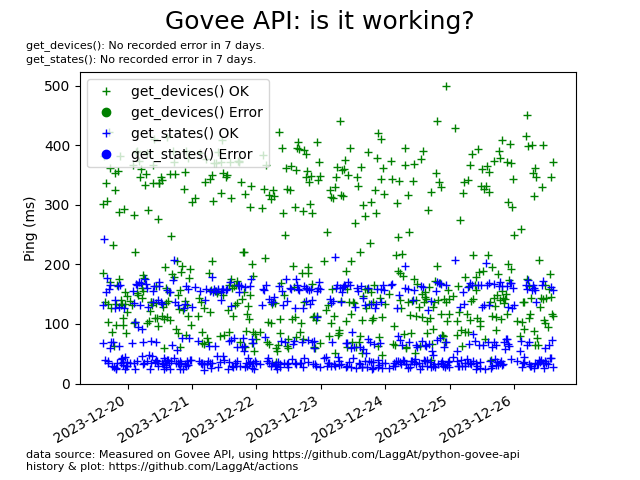 Govee API: is it working?
get_devices(): No recorded error in 7 days.
get_states(): No recorded error in 7 days.
get_devices() OK
get_devices() Error
get_states() OK
get_states() Error
Ping (ms)
500
400
300
200
100
0
2023-12-20
2023-12-21
2023-12-22
2023-12-23
2023-12-24
2023-12-25
2023-12-26
data source: Measured on Govee API, using https://github.com/LaggAt/python-govee-api
history & plot: https://github.com/LaggAt/actions